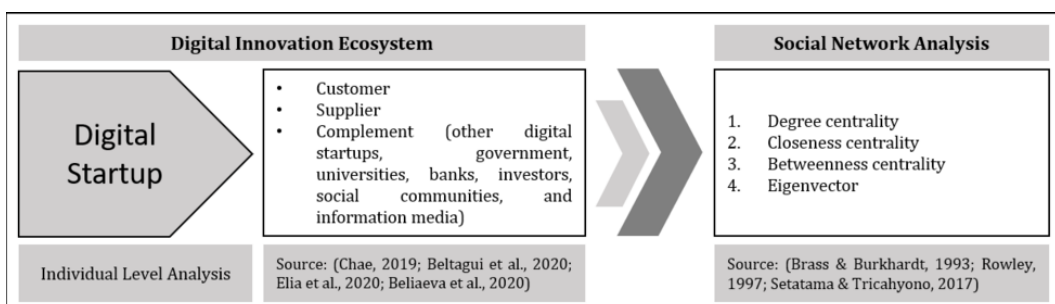 Digital Innovation Ecosystem
Social Network Analysis
Digital
Startup
• Customer
• Supplier
• Complement (other digital
startups, government,
universities, banks, investors,
social communities, and
information media)
1. Degree centrality
2. Closeness centrality
3. Betweenness centrality
4. Eigenvector
Individual Level Analysis
Source: (Chae, 2019; Beltagui et al., 2020;
Elia et al., 2020; Beliaeva et al., 2020)
Source: (Brass & Burkhardt, 1993; Rowley,
1997; Setatama & Tricahyono, 2017)